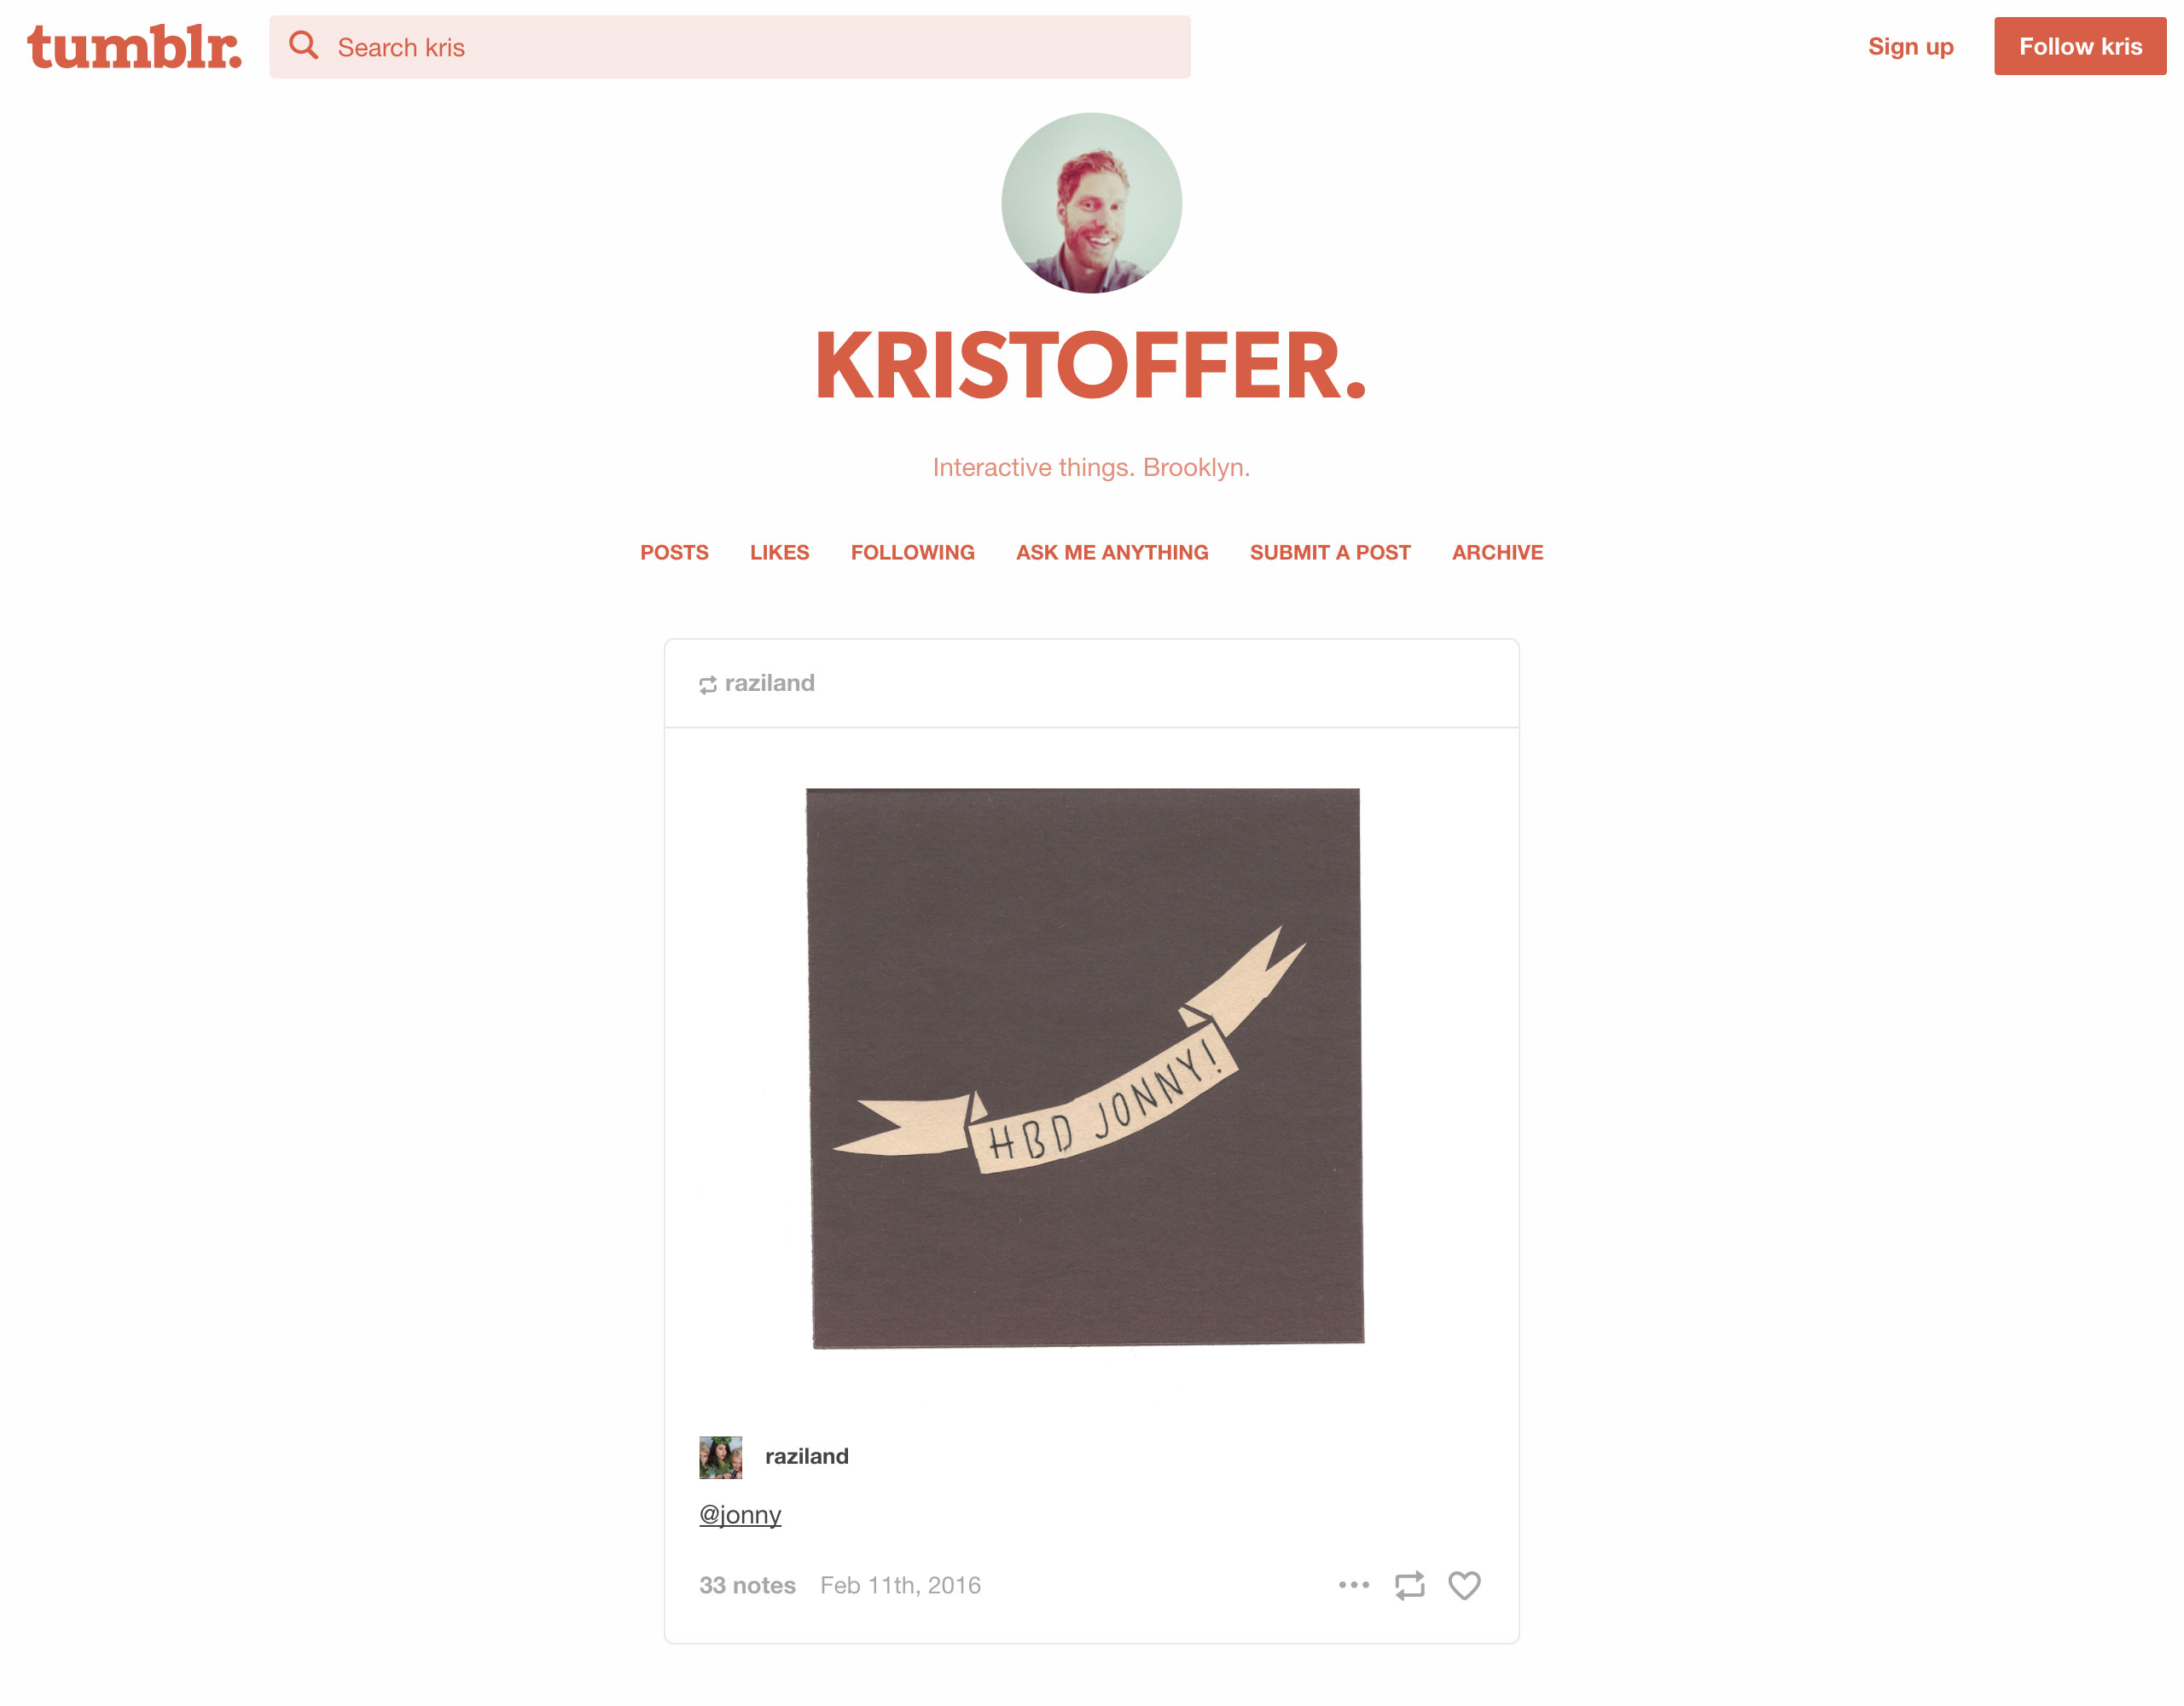 tumblr.
Search kris
Sign up
Follow kris
KRISTOFFER.
Interactive things. Brooklyn.
POSTS LIKES FOLLOWING ASK ME ANYTHING SUBMIT A POST ARCHIVE
raziland
HBD JONNY!
raziland
@jonny
33 notes Feb 11th, 2016